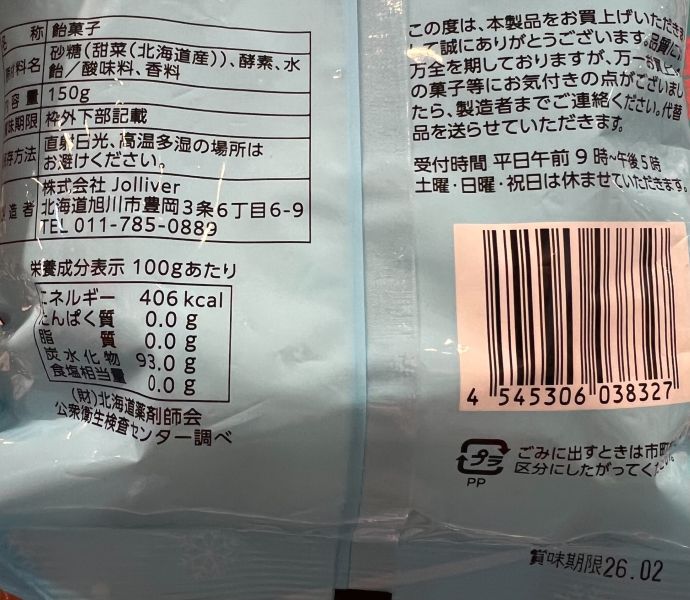 称 飴菓子
材料名 砂糖(甜菜(北海道産))、酵素、水
飴/酸味料、香料
内容量 150g
賞味期限 枠外下部記載
保存方法 直射日光、高温多湿の場所は
お避けください。
製造者 株式会社 Jolliver
北海道旭川市豊岡3条6丁目6-9
TEL 011-785-0889
栄養成分表示 100gあたり
エネルギー 406 kcal
たんぱく質 0.0 g
脂質 0.0 g
炭水化物 93.0 g
食塩相当量 0.0 g
(財)北海道薬剤師会
公衆衛生検査センター調べ
この度は、本製品をお買上げいただきま
して誠にありがとうございます。品質には
万全を期しておりますが、万一お買上げ
の菓子等にお気付きの点がございまし
たら、製造者までご連絡ください。代替
品を送らせていただきます。
受付時間 平日午前9時~午後5時
土曜・日曜・祝日は休ませていただきます。
4 545306 038327
プラ
PP
ごみに出すときは市町
区分にしたがってくだ
賞味期限26.02